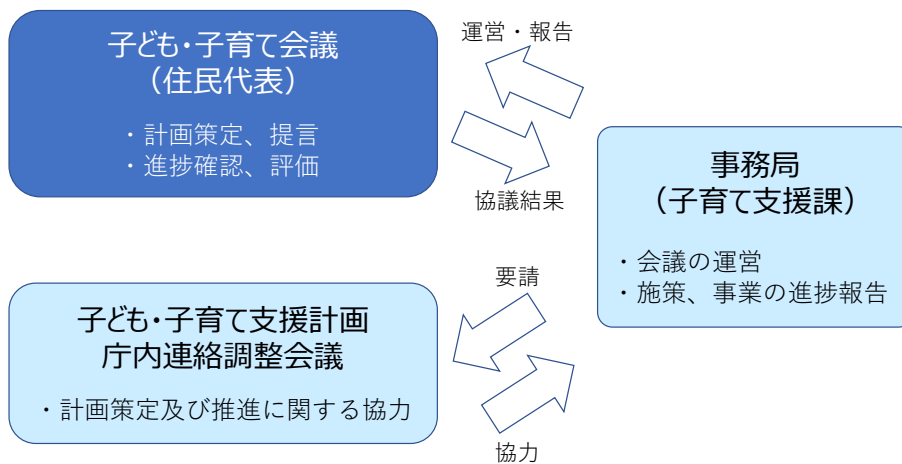 子ども・子育て会議
（住民代表）
・計画策定、提言
・進捗確認、評価
運営・報告
協議結果
事務局
（子育て支援課）
・会議の運営
・施策、事業の進捗報告
子ども・子育て支援計画
庁内連絡調整会議
・計画策定及び推進に関する協力
要請
協力